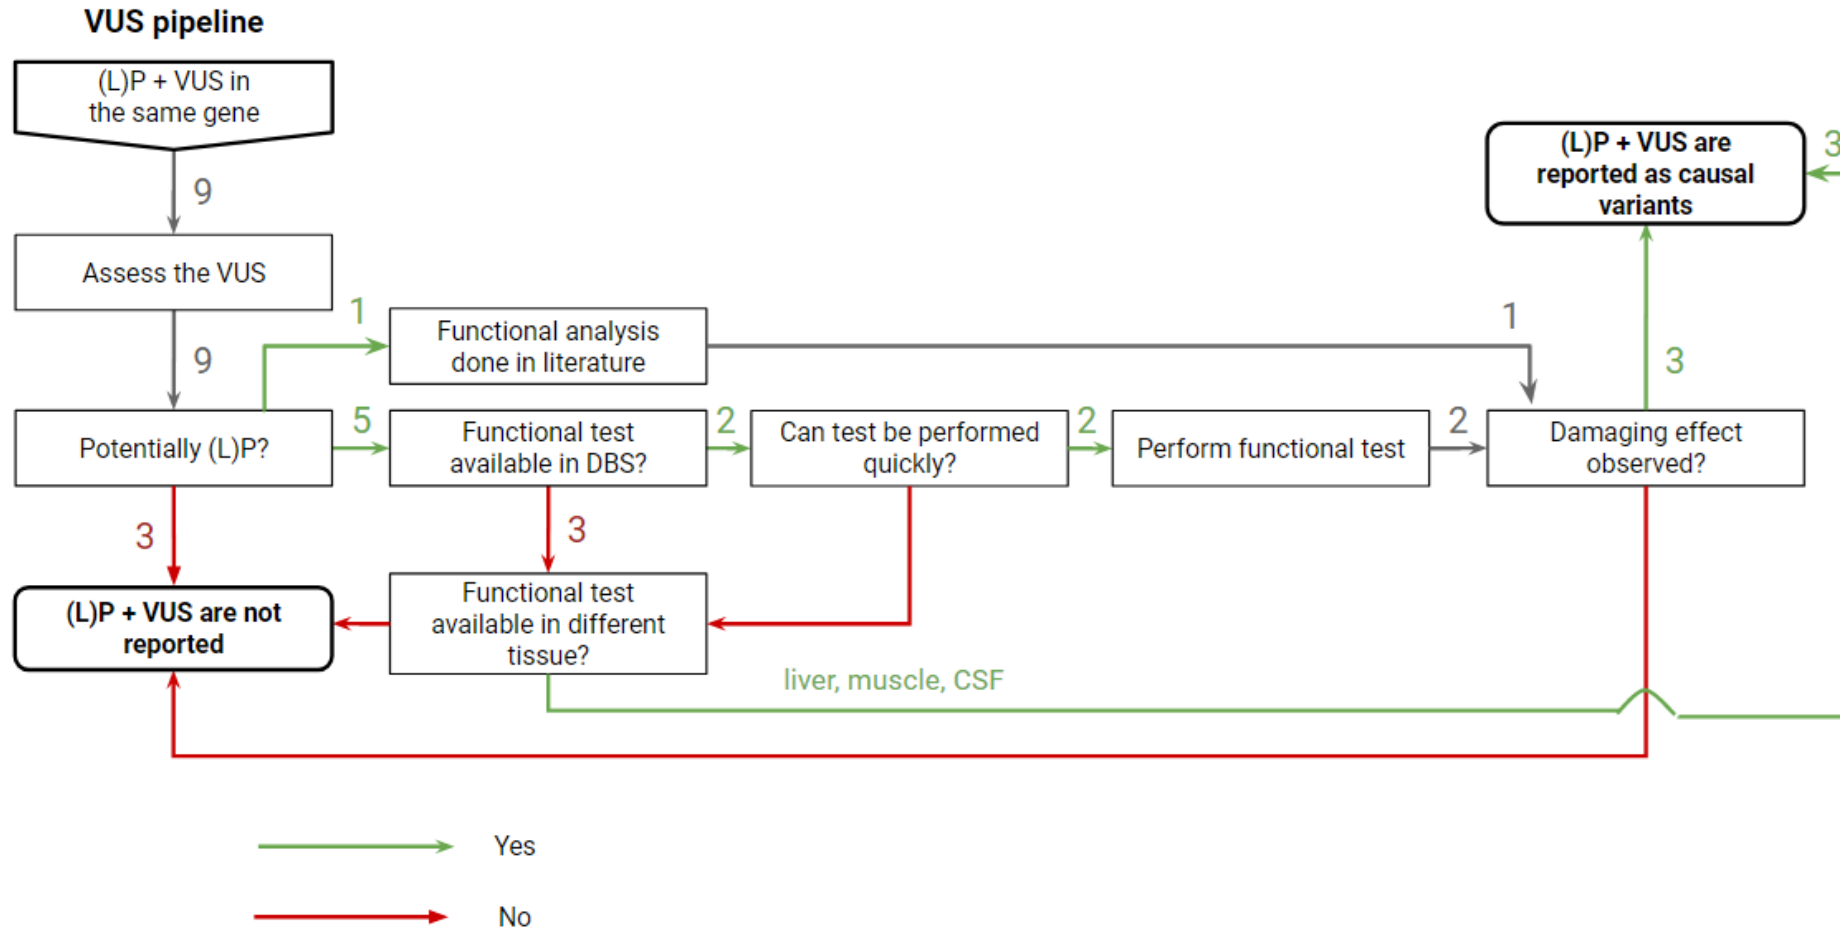 VUS pipeline
(L)P + VUS in
the same gene
9
Assess the VUS
9
Potentially (L)P?
3
(L)P + VUS are not
reported
1
Functional analysis
done in literature
1
5
Functional test
available in DBS?
2
Can test be performed
quickly?
2
Perform functional test
2
Damaging effect
observed?
3
(L)P + VUS are
reported as causal
variants
3
3
Functional test
available in different
tissue?
liver, muscle, CSF
Yes
No